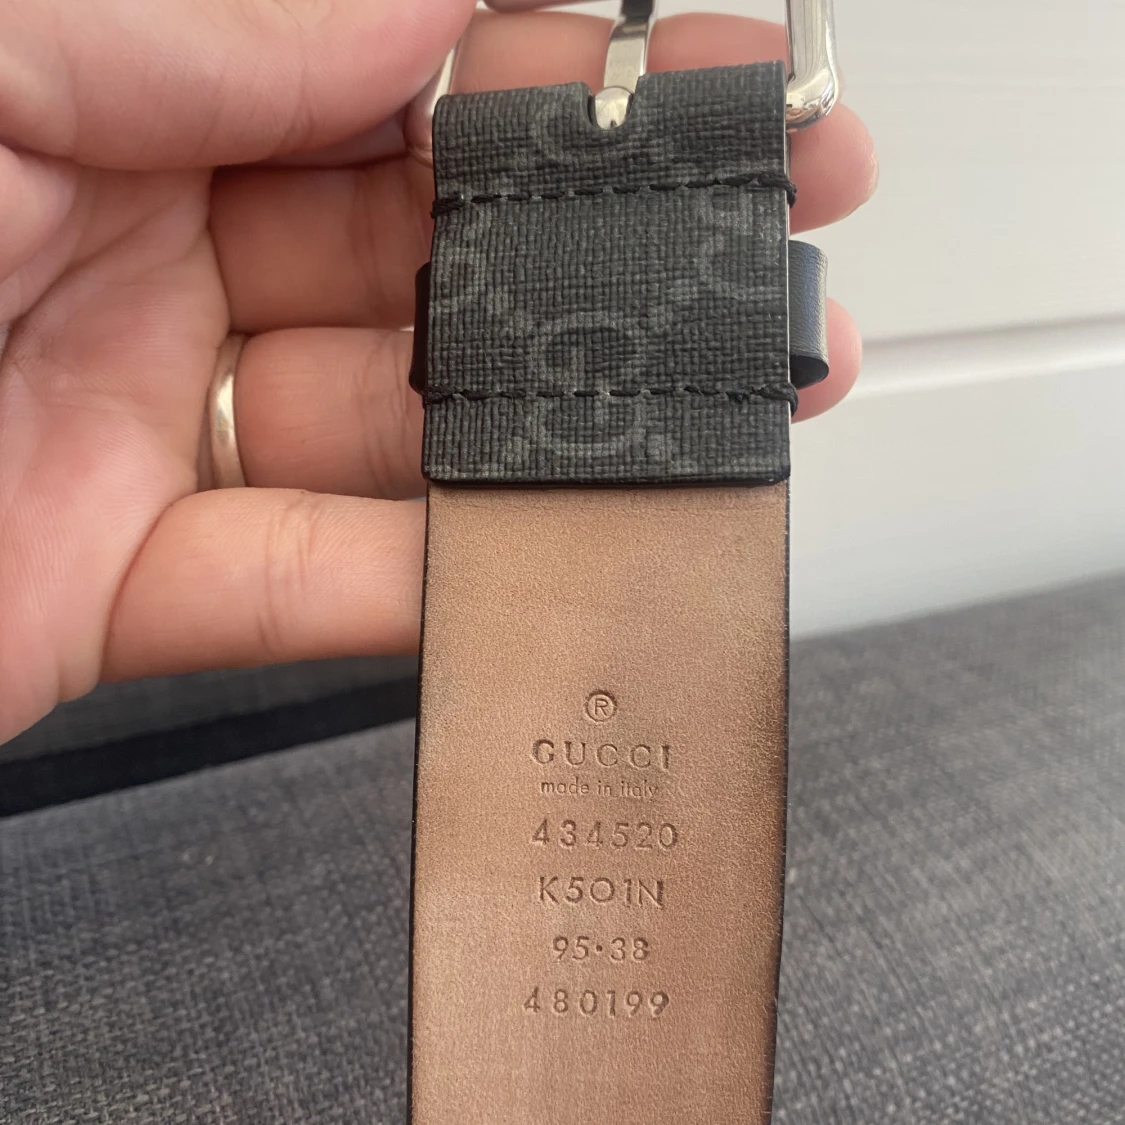 ®
GUCCI
made in italy
434520
K5O1N
95·38
480199